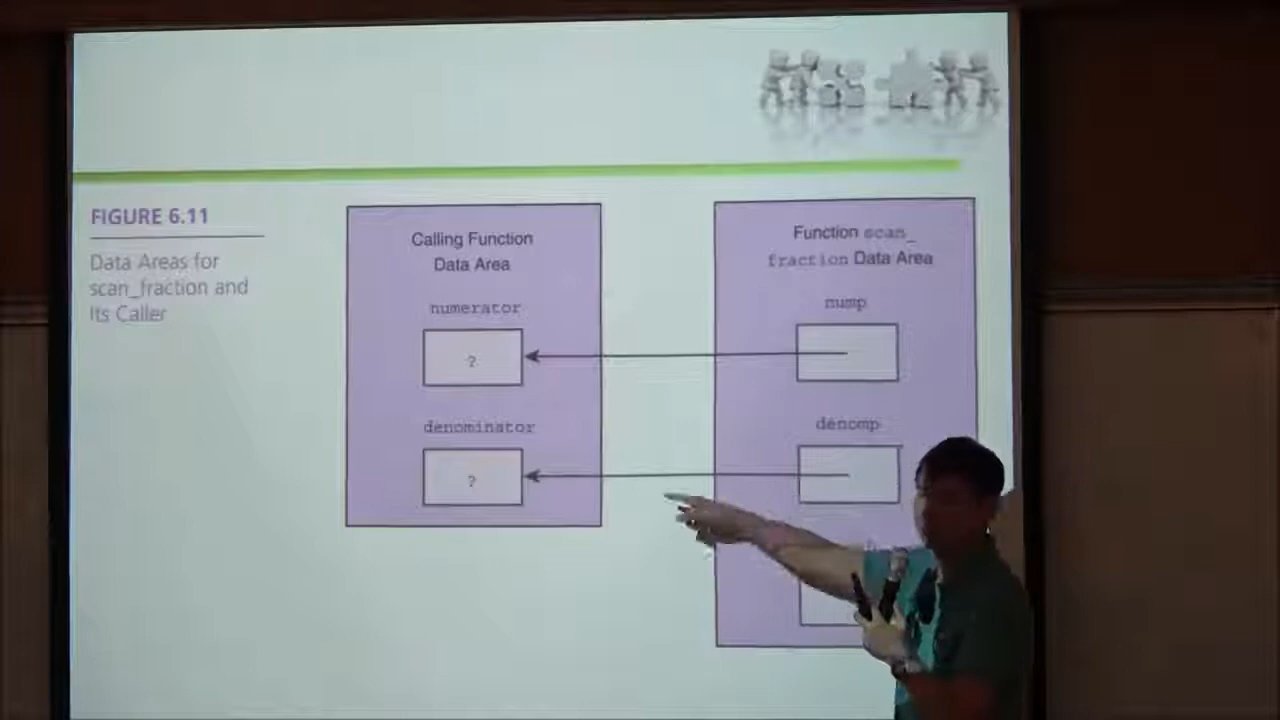 FIGURE 6.11
Data Areas for
scan_fraction and
Its Caller
Calling Function
Data Area
numerator
?
denominator
?
Function scan_
fraction Data Area
nump
denomp